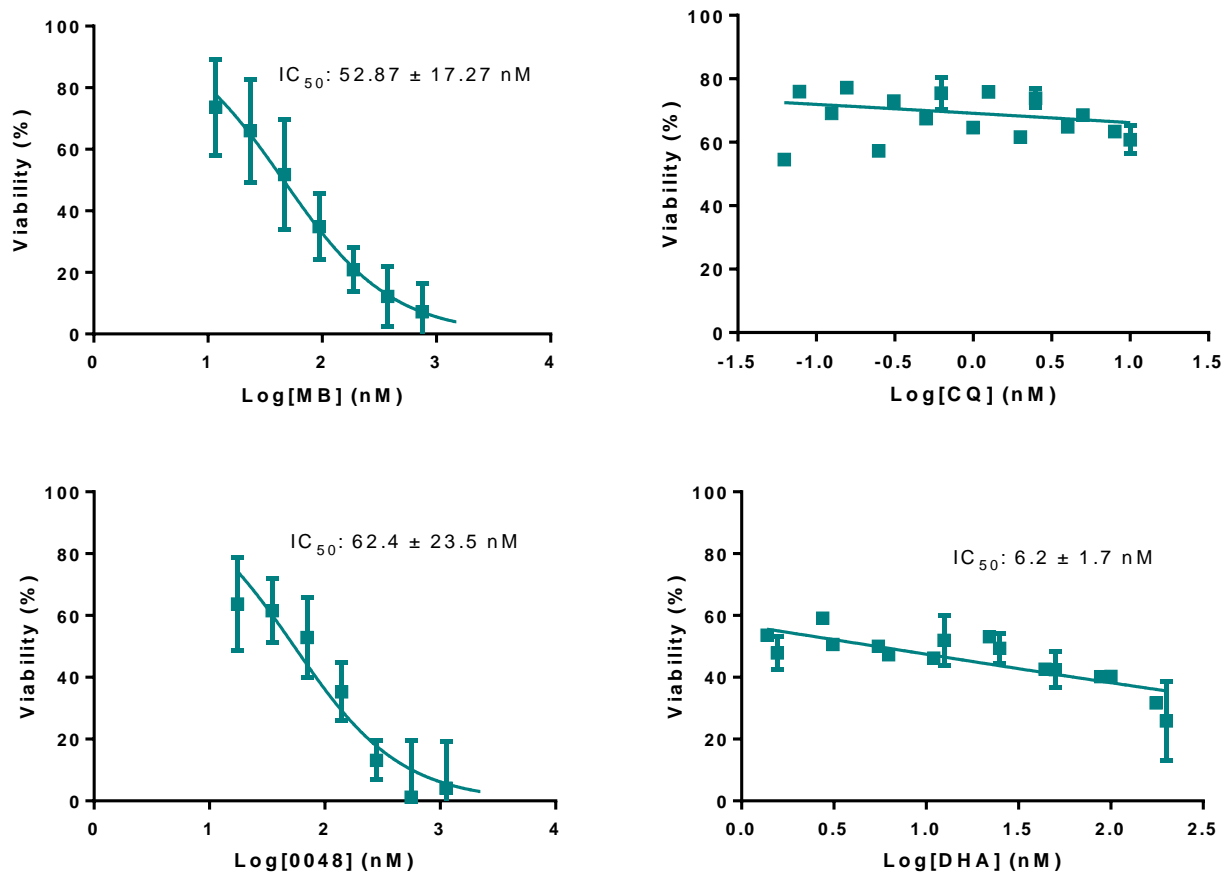 100
80
60
40
20
0
Viability (%)
IC50: 52.87 ± 17.27 nM
0 1 2 3 4
Log[MB] (nM)
100
80
60
40
20
0
Viability (%)
-1.5 -1.0 -0.5 0.0 0.5 1.0 1.5
Log[CQ] (nM)
100
80
60
40
20
0
Viability (%)
IC50: 62.4 ± 23.5 nM
0 1 2 3 4
Log[0048] (nM)
100
80
60
40
20
0
Viability (%)
IC50: 6.2 ± 1.7 nM
0.0 0.5 1.0 1.5 2.0 2.5
Log[DHA] (nM)